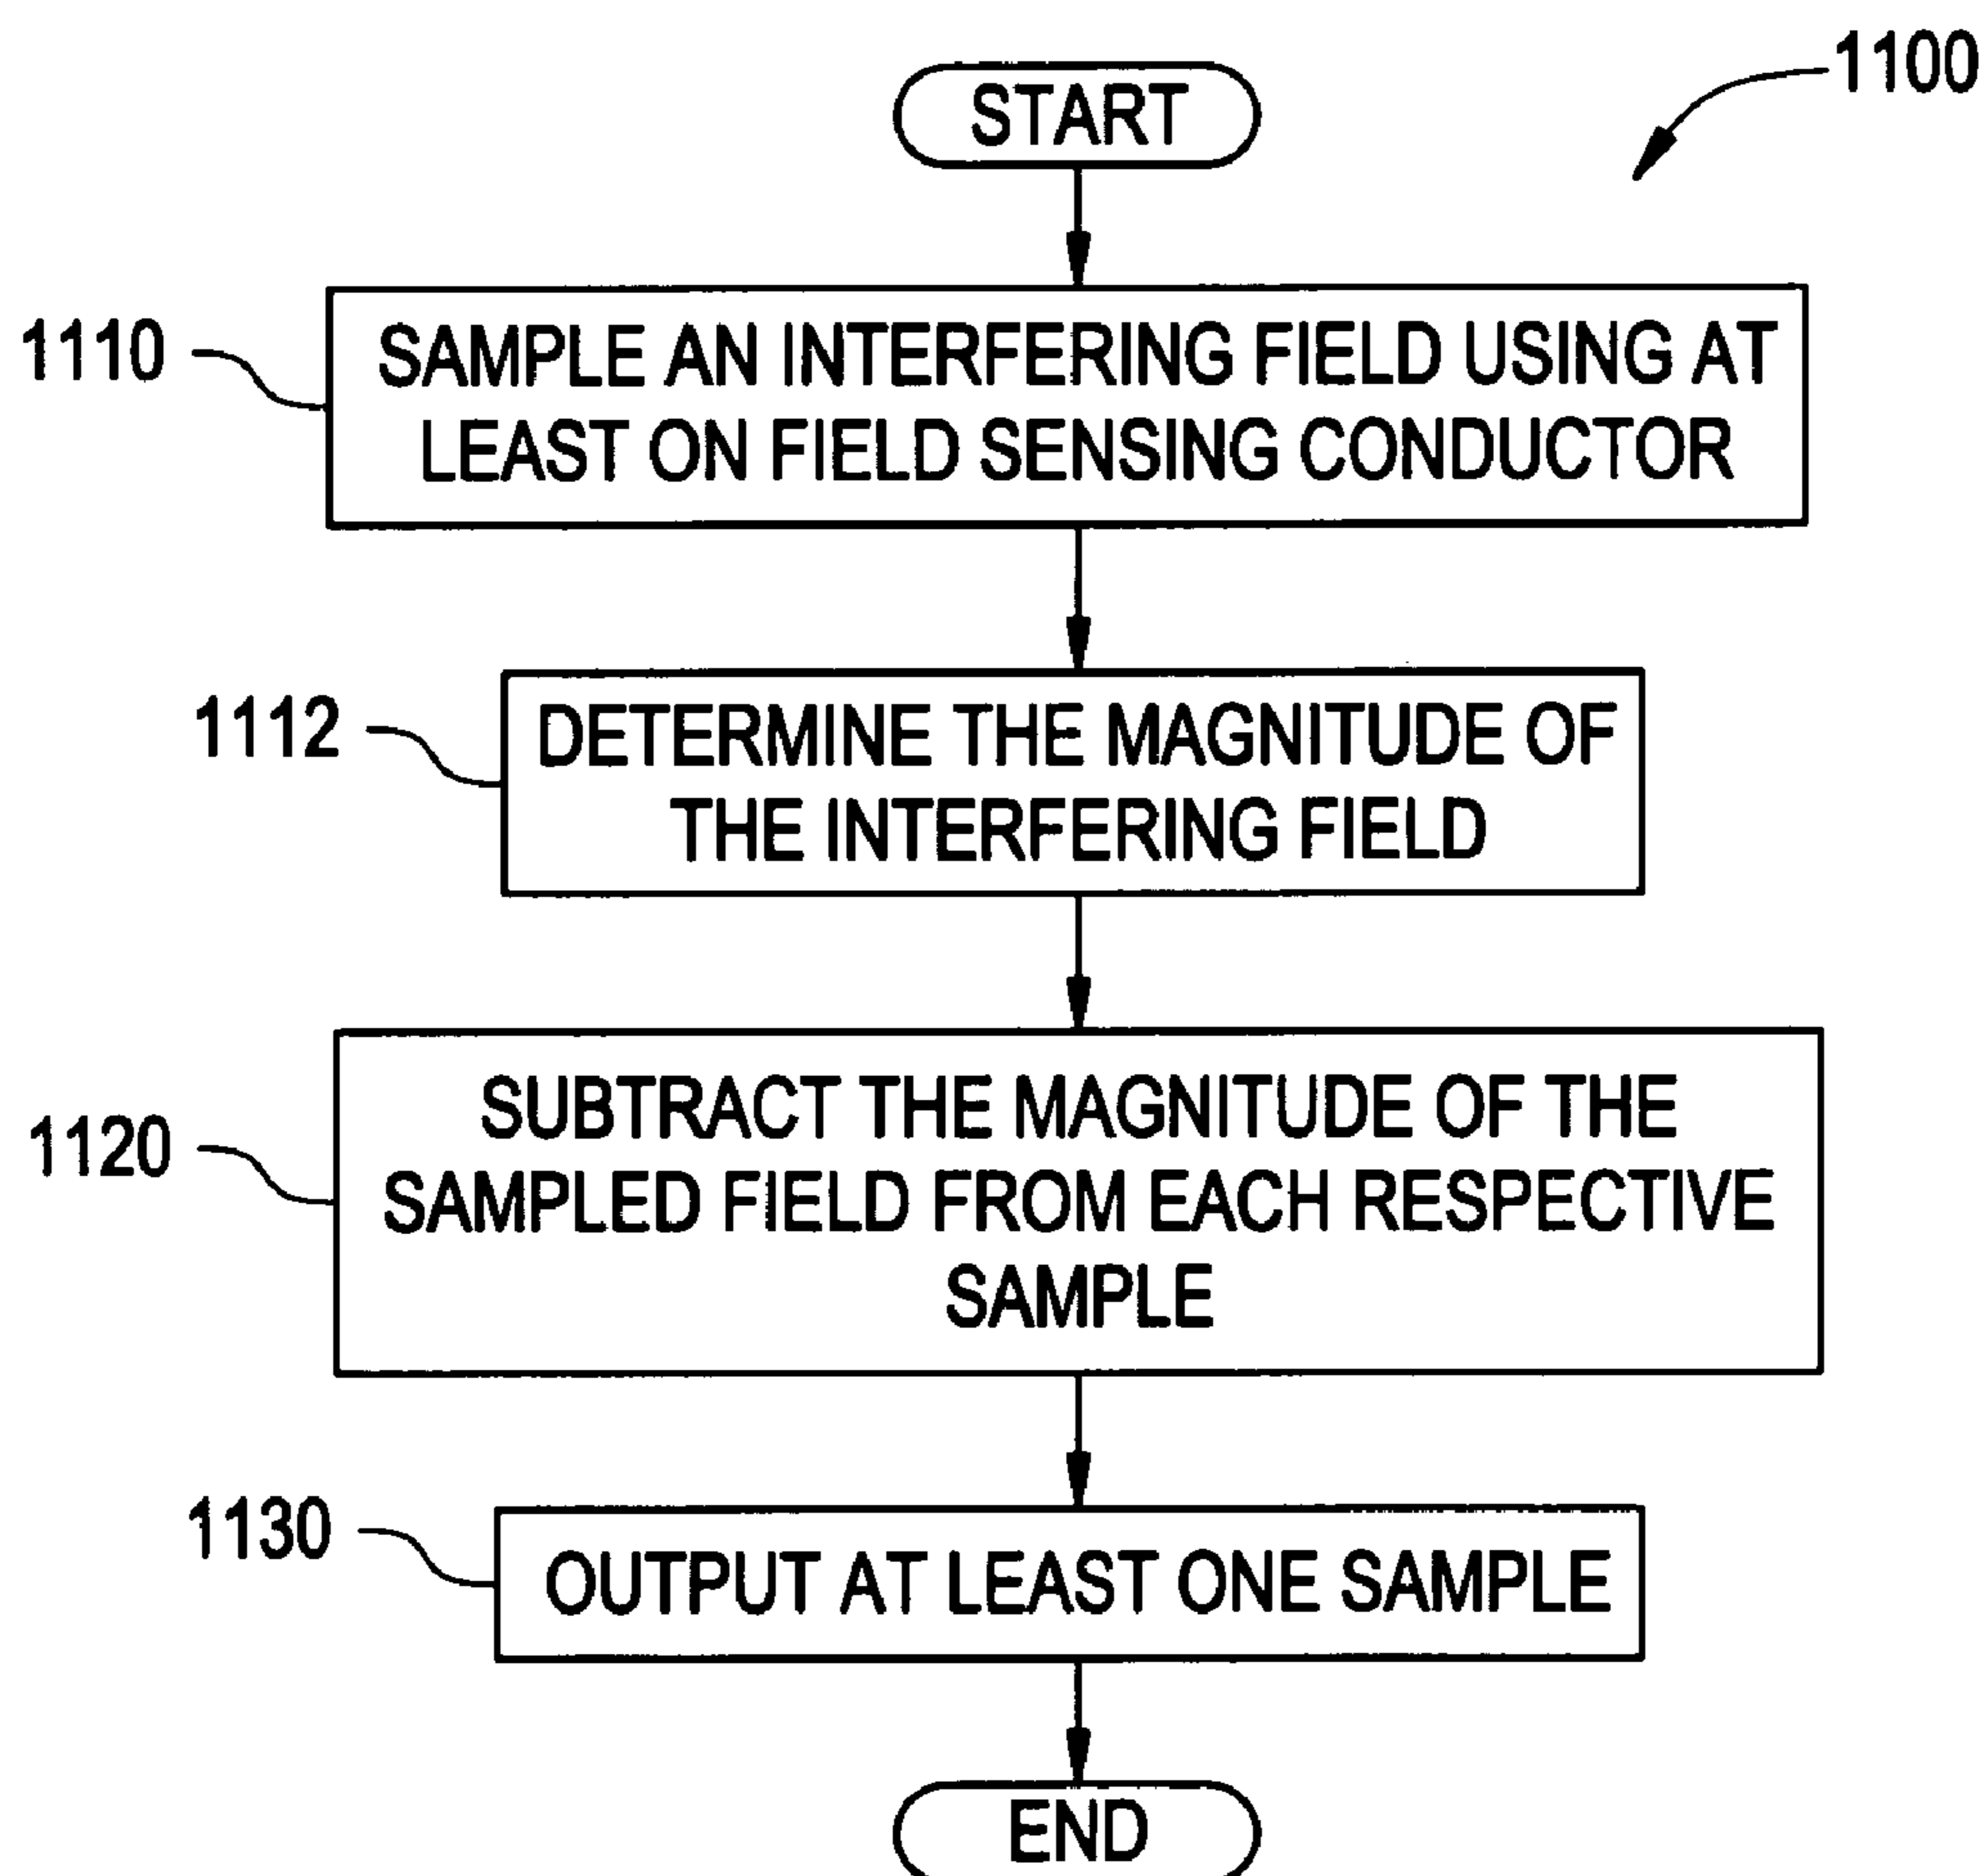 1100
START
1110
SAMPLE AN INTERFERING FIELD USING AT
LEAST ON FIELD SENSING CONDUCTOR
1112
DETERMINE THE MAGNITUDE OF
THE INTERFERING FIELD
1120
SUBTRACT THE MAGNITUDE OF THE
SAMPLED FIELD FROM EACH RESPECTIVE
SAMPLE
1130
OUTPUT AT LEAST ONE SAMPLE
END